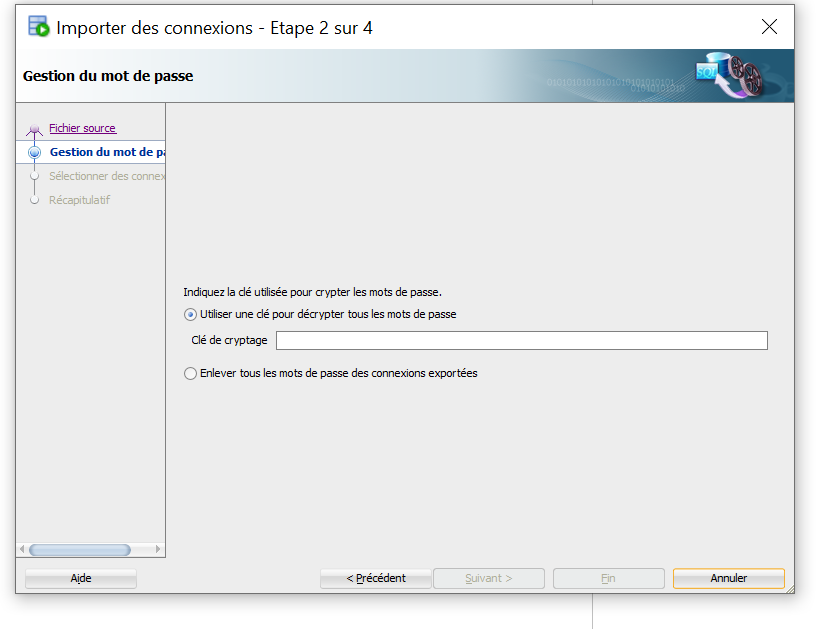 Importer des connexions - Etape 2 sur 4
Gestion du mot de passe
0101010101010101010101010101
01010101010
SQL
Fichier source
Gestion du mot de pa
Sélectionner des connex
Récapitulatif
Indiquez la clé utilisée pour crypter les mots de passe.
Utiliser une clé pour décrypter tous les mots de passe
Clé de cryptage
Enlever tous les mots de passe des connexions exportées
Aide
< Précédent
Suivant >
Fin
Annuler